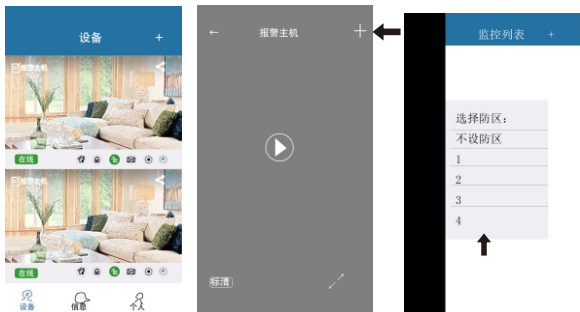 设备 +
报警主机
在线
报警主机
在线
设备 信息 个人
← 报警主机 +
标清
监控列表 +
选择防区：
不设防区
1
2
3
4